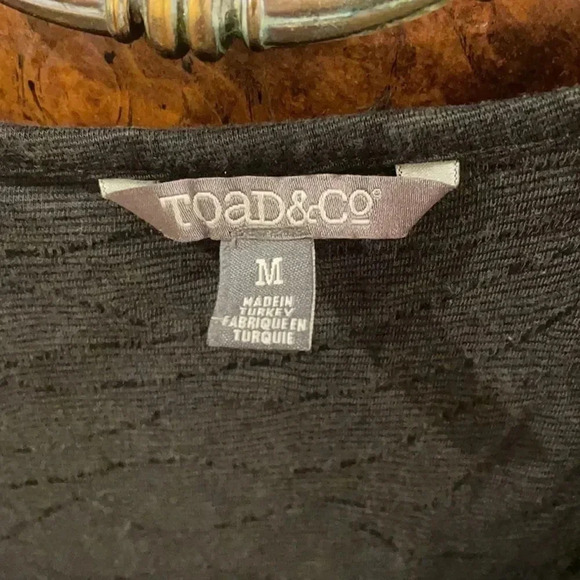 TOaD&Co®
M
MADE IN
TURKEY
FABRIQUE EN
TURQUIE